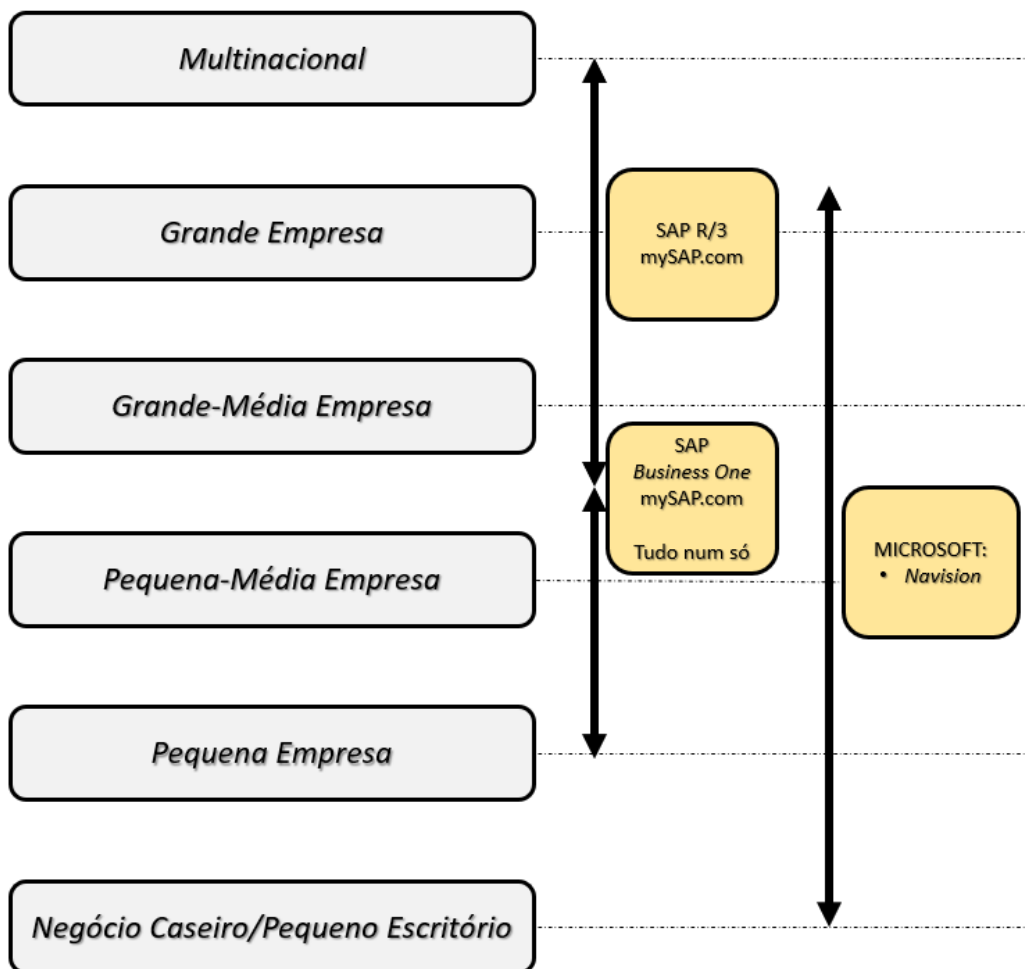 Multinacional
Grande Empresa
SAP R/3
mySAP.com
Grande-Média Empresa
SAP
Business One
mySAP.com
Tudo num só
Pequena-Média Empresa
MICROSOFT:
• Navision
Pequena Empresa
Negócio Caseiro/Pequeno Escritório